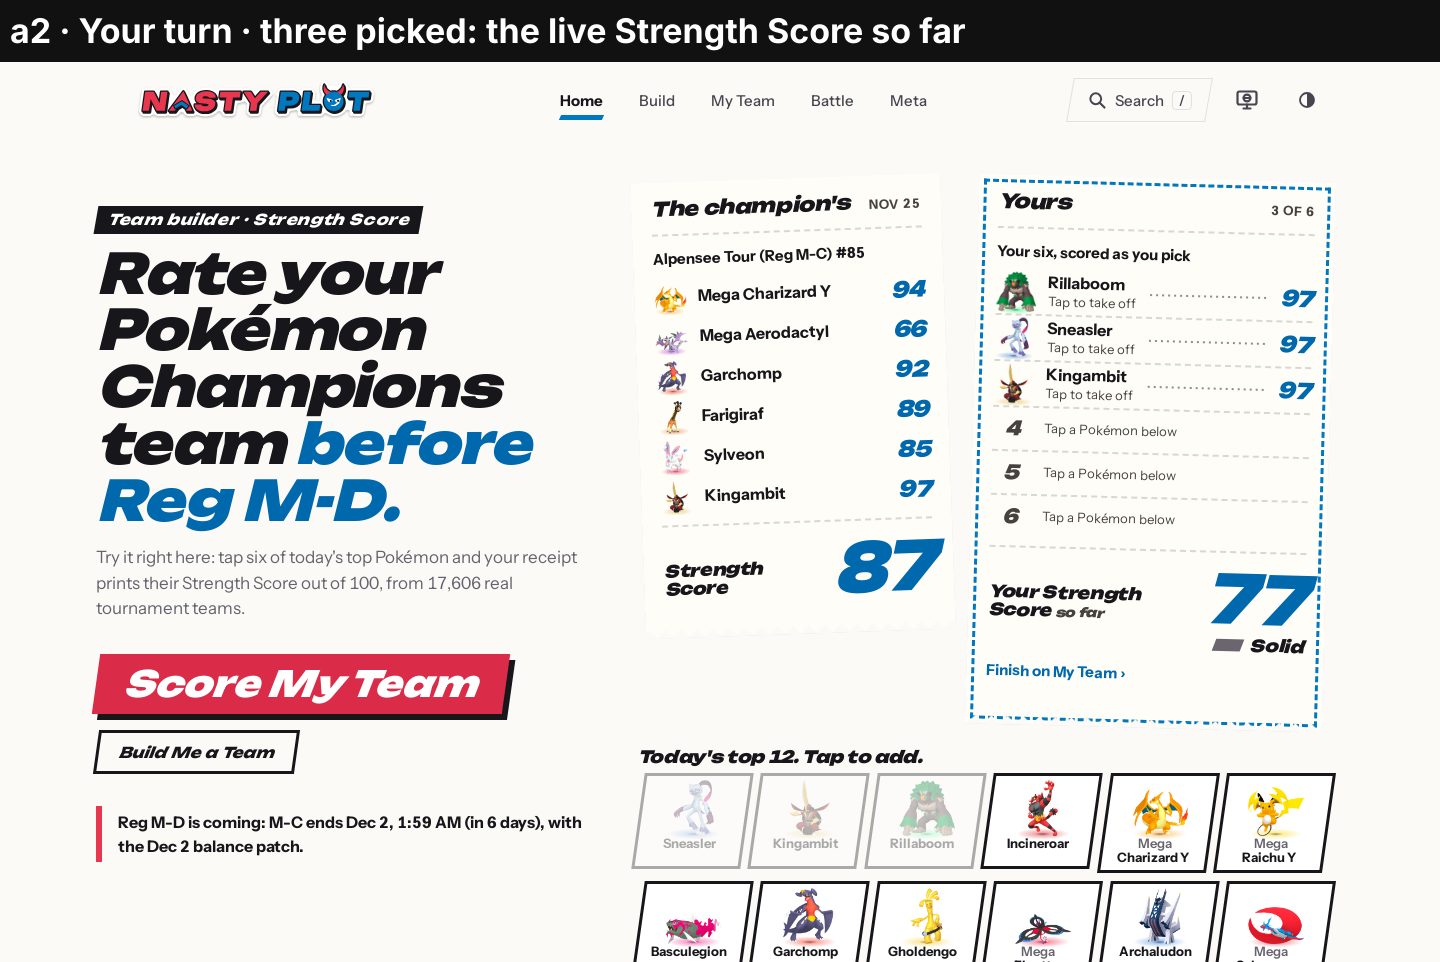 a2 · Your turn · three picked: the live Strength Score so far
NASTY PLOT
Home
Build
My Team
Battle
Meta
Search /
Team builder · Strength Score
Rate your
Pokémon
Champions
team before
Reg M-D.
Try it right here: tap six of today's top Pokémon and your receipt
prints their Strength Score out of 100, from 17,606 real
tournament teams.
Score My Team
Build Me a Team
Reg M-D is coming: M-C ends Dec 2, 1:59 AM (in 6 days), with
the Dec 2 balance patch.
The champion's NOV 25
Alpensee Tour (Reg M-C) #85
Mega Charizard Y 94
Mega Aerodactyl 66
Garchomp 92
Farigiraf 89
Sylveon 85
Kingambit 97
Strength
Score
87
Yours 3 OF 6
Your six, scored as you pick
Rillaboom
Tap to take off
97
Sneasler
Tap to take off
97
Kingambit
Tap to take off
97
4 Tap a Pokémon below
5 Tap a Pokémon below
6 Tap a Pokémon below
Your Strength
Score so far
77
Solid
Finish on My Team ›
Today's top 12. Tap to add.
Sneasler
Kingambit
Rillaboom
Incineroar
Mega
Charizard Y
Mega
Raichu Y
Basculegion
Garchomp
Gholdengo
Mega
Archaludon
Mega